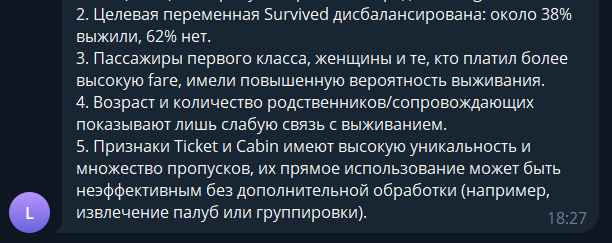 2. Целевая переменная Survived дисбалансирована: около 38%
выжили, 62% нет.
3. Пассажиры первого класса, женщины и те, кто платил более
высокую fare, имели повышенную вероятность выживания.
4. Возраст и количество родственников/сопровождающих
показывают лишь слабую связь с выживанием.
5. Признаки Ticket и Cabin имеют высокую уникальность и
множество пропусков, их прямое использование может быть
неэффективным без дополнительной обработки (например,
извлечение палуб или группировки).
18:27
L